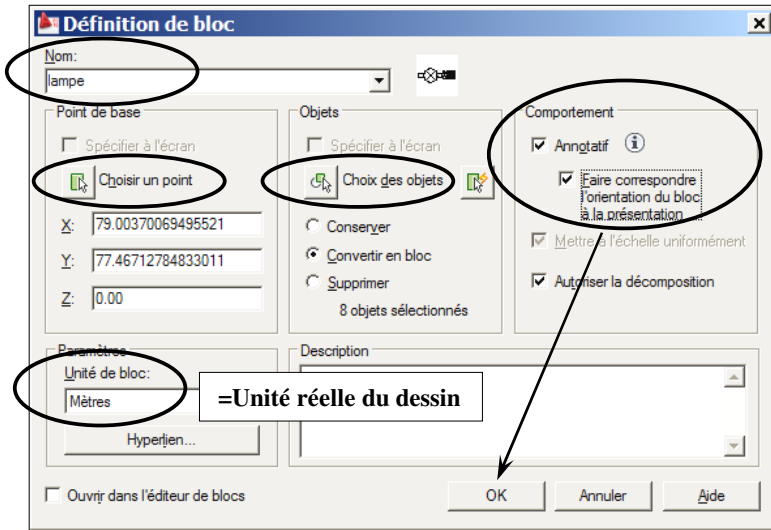 Définition de bloc
Nom:
lampe
Point de base
Spécifier à l'écran
Choisir un point
X: 79.00370069495521
Y: 77.46712784833011
Z: 0.00
Objets
Spécifier à l'écran
Choix des objets
Conserver
Convertir en bloc
Supprimer
8 objets sélectionnés
Comportement
Annotatif
Faire correspondre
l'orientation du bloc
à la présentation
Mettre à l'échelle uniformément
Autoriser la décomposition
Paramètres
Unité de bloc:
Mètres
=Unité réelle du dessin
Hyperlien...
Description
Ouvrir dans l'éditeur de blocs
OK
Annuler
Aide